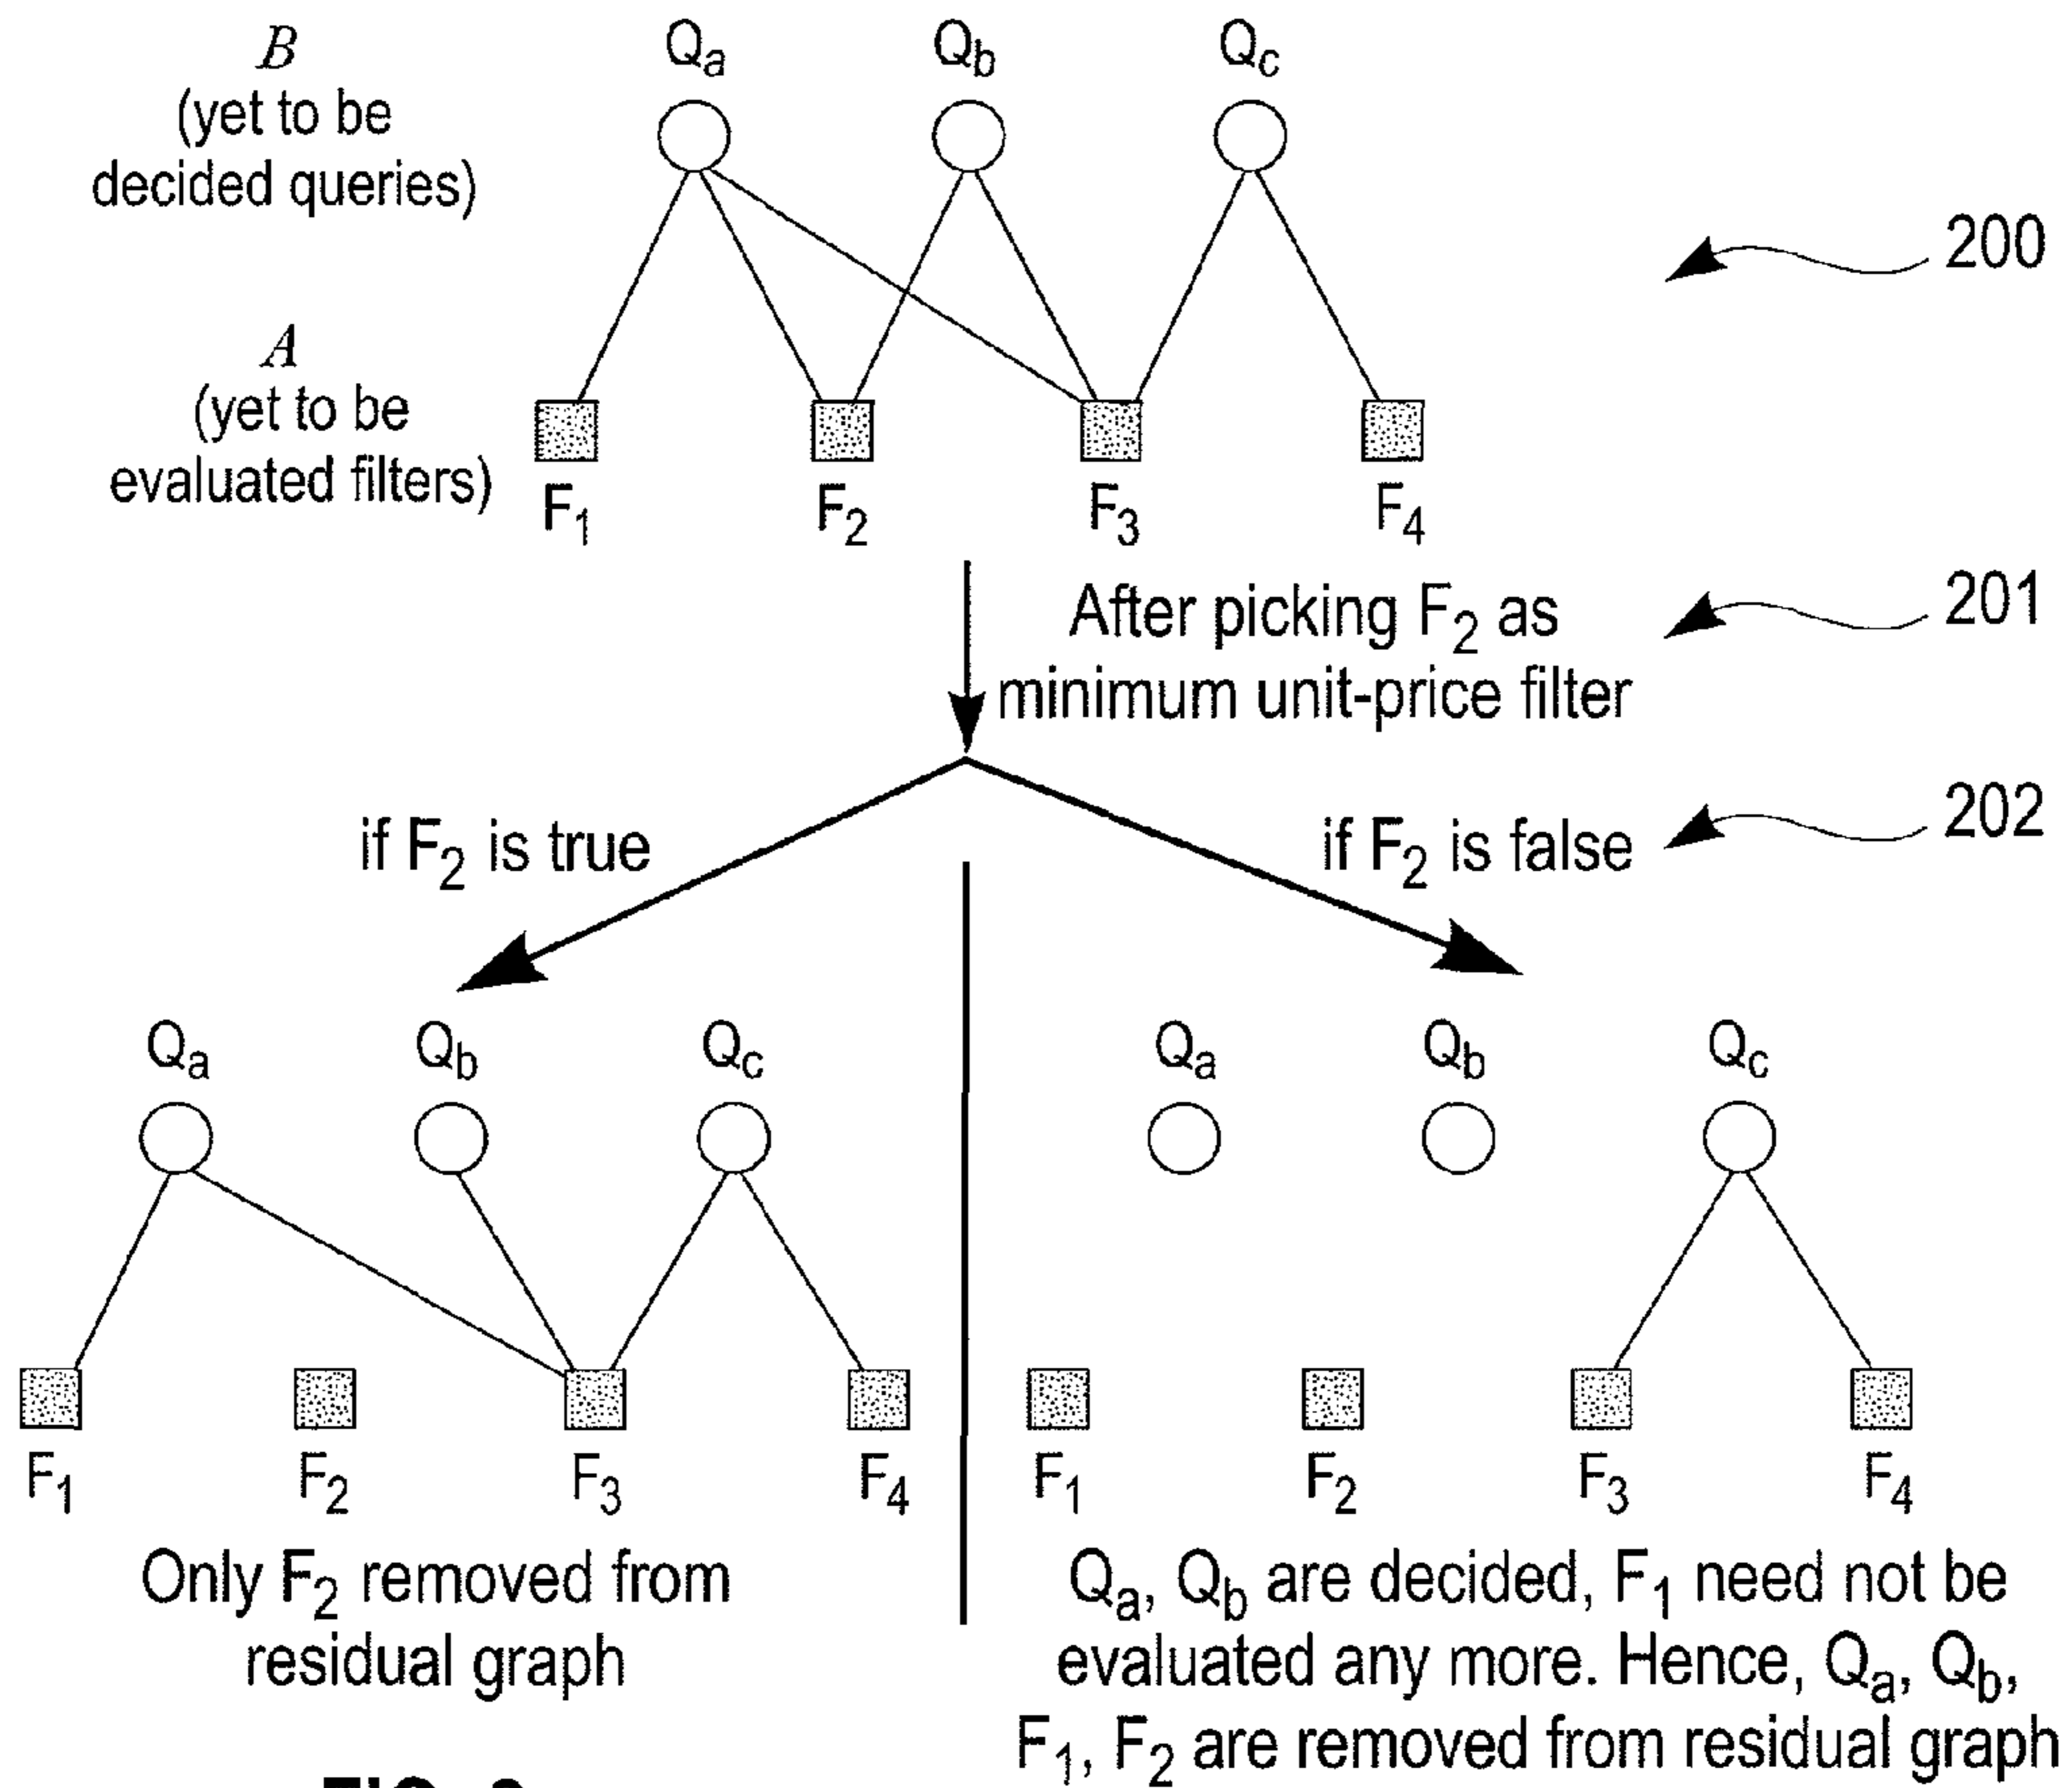 B
(yet to be
decided queries)
Qa Qb Qc
200
A
(yet to be
evaluated filters)
F1 F2 F3 F4
After picking F2 as
minimum unit-price filter
201
if F2 is true
if F2 is false
202
Qa Qb Qc
F1 F2 F3 F4
Only F2 removed from
residual graph
Qa Qb Qc
F1 F2 F3 F4
Qa, Qb are decided, F1 need not be
evaluated any more. Hence, Qa, Qb,
F1, F2 are removed from residual graph